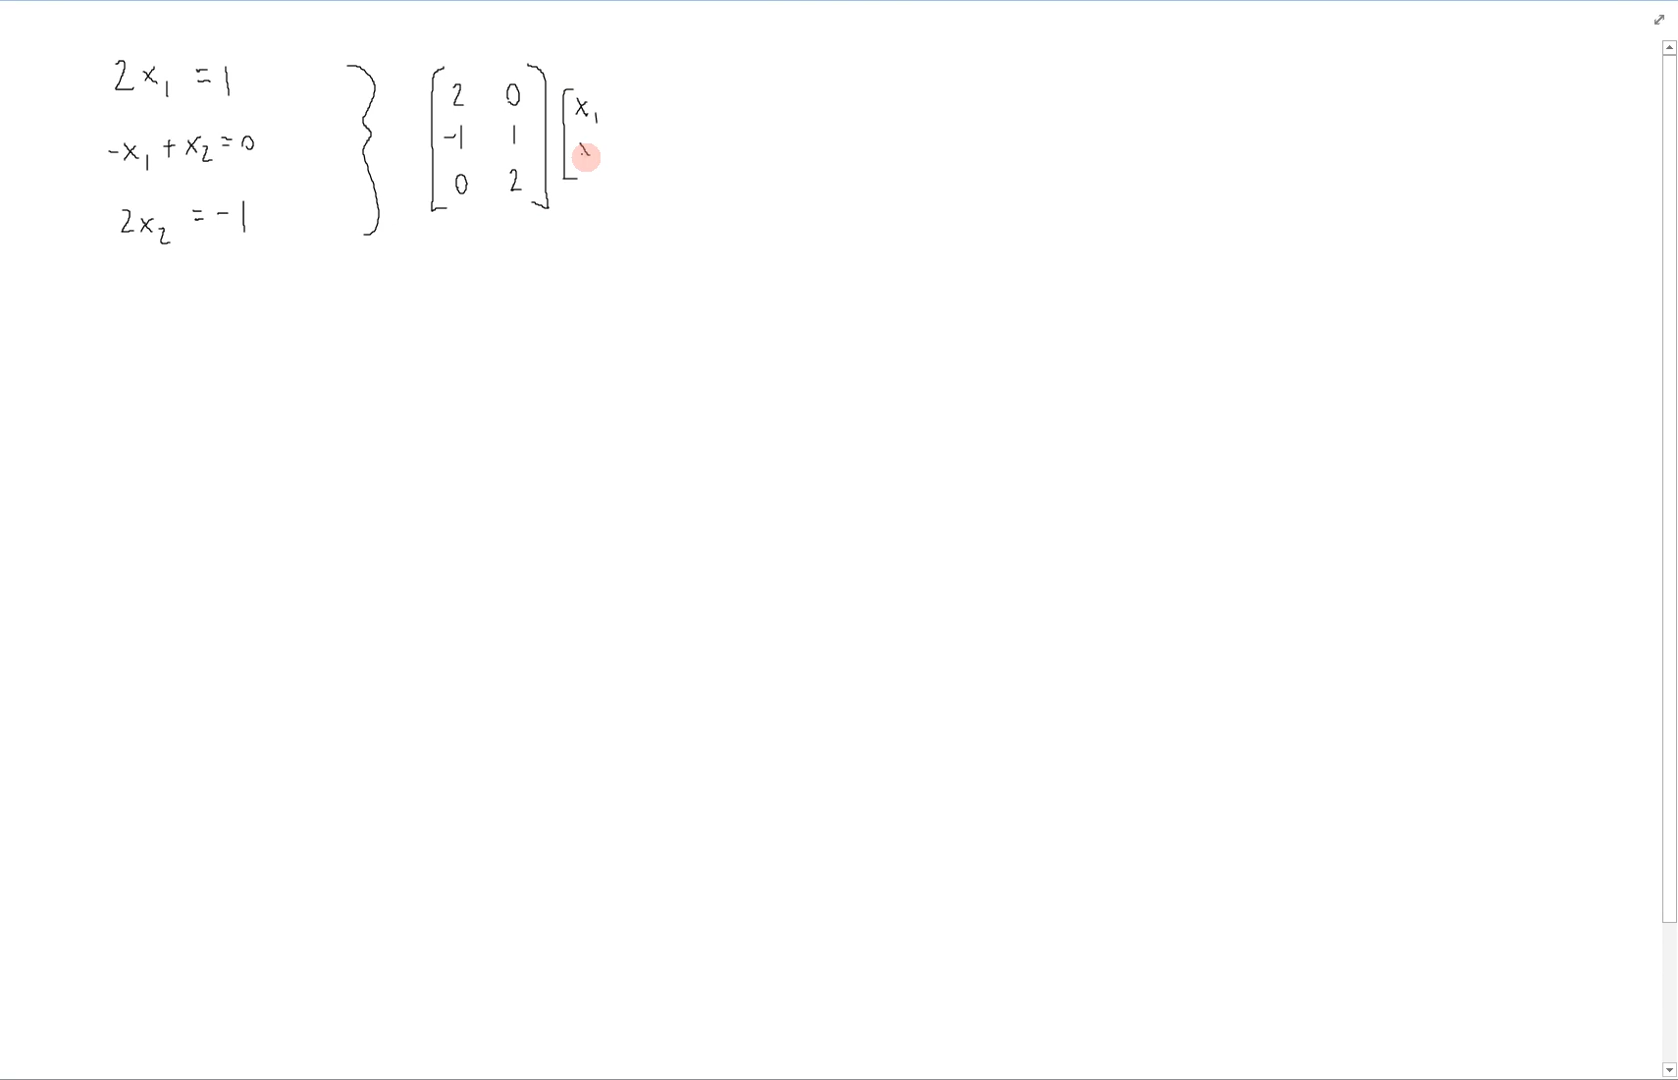 2x₁ = 1
-x₁ + x₂ = 0
2x₂ = -1
2 0
-1 1
0 2
x₁